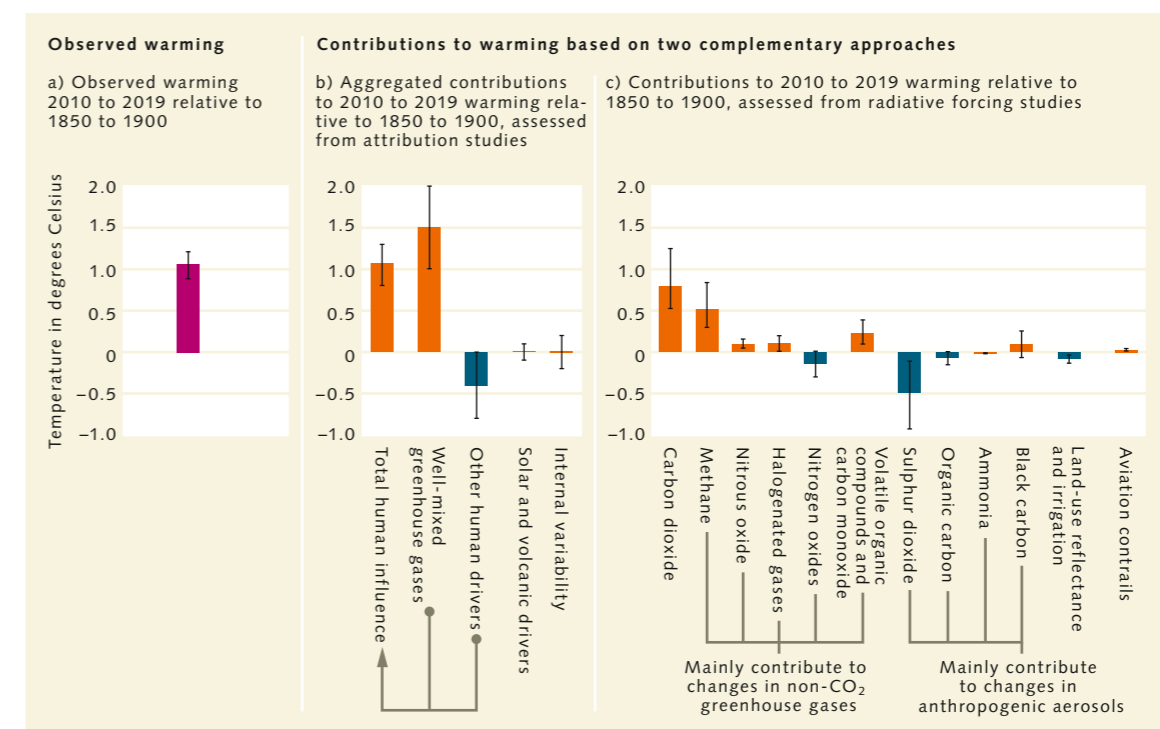 Observed warming
a) Observed warming
2010 to 2019 relative to
1850 to 1900
Temperature in degrees Celsius
2.0
1.5
1.0
0.5
0
−0.5
−1.0
Contributions to warming based on two complementary approaches
b) Aggregated contributions
to 2010 to 2019 warming rela-
tive to 1850 to 1900, assessed
from attribution studies
2.0
1.5
1.0
0.5
0
−0.5
−1.0
Total human influence
Well-mixed
greenhouse gases
Other human drivers
Solar and volcanic drivers
Internal variability
c) Contributions to 2010 to 2019 warming relative to
1850 to 1900, assessed from radiative forcing studies
2.0
1.5
1.0
0.5
0
−0.5
−1.0
Carbon dioxide
Methane
Nitrous oxide
Halogenated gases
Nitrogen oxides
Volatile organic
compounds and
carbon monoxide
Sulphur dioxide
Organic carbon
Ammonia
Black carbon
Land-use reflectance
and irrigation
Aviation contrails
Mainly contribute to
changes in non-CO₂
greenhouse gases
Mainly contribute
to changes in
anthropogenic aerosols